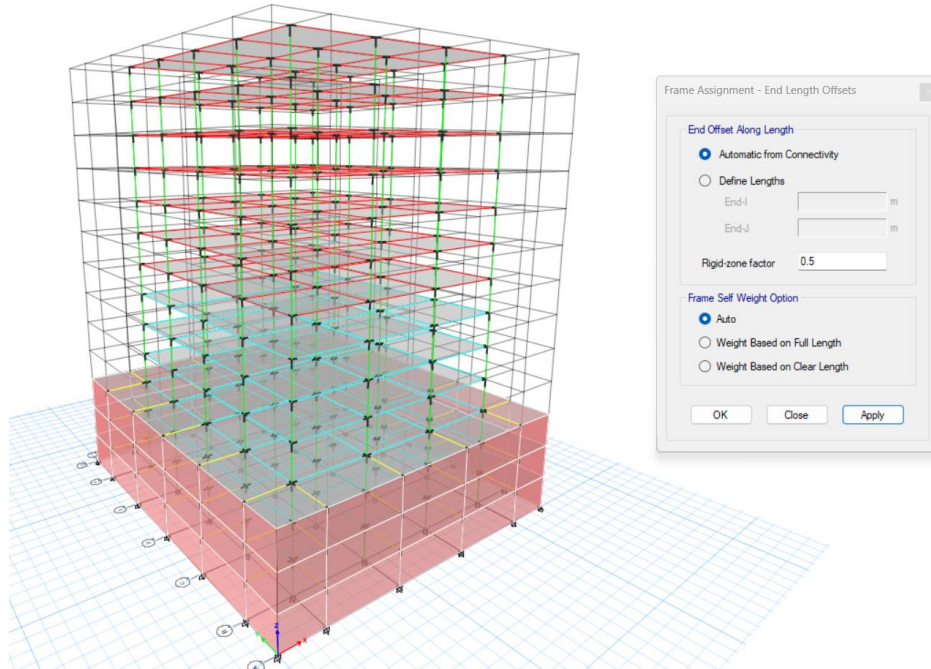 Frame Assignment - End Length Offsets
End Offset Along Length
Automatic from Connectivity
Define Lengths
End-I m
End-J m
Rigid-zone factor 0.5
Frame Self Weight Option
Auto
Weight Based on Full Length
Weight Based on Clear Length
OK Close Apply
Z
X